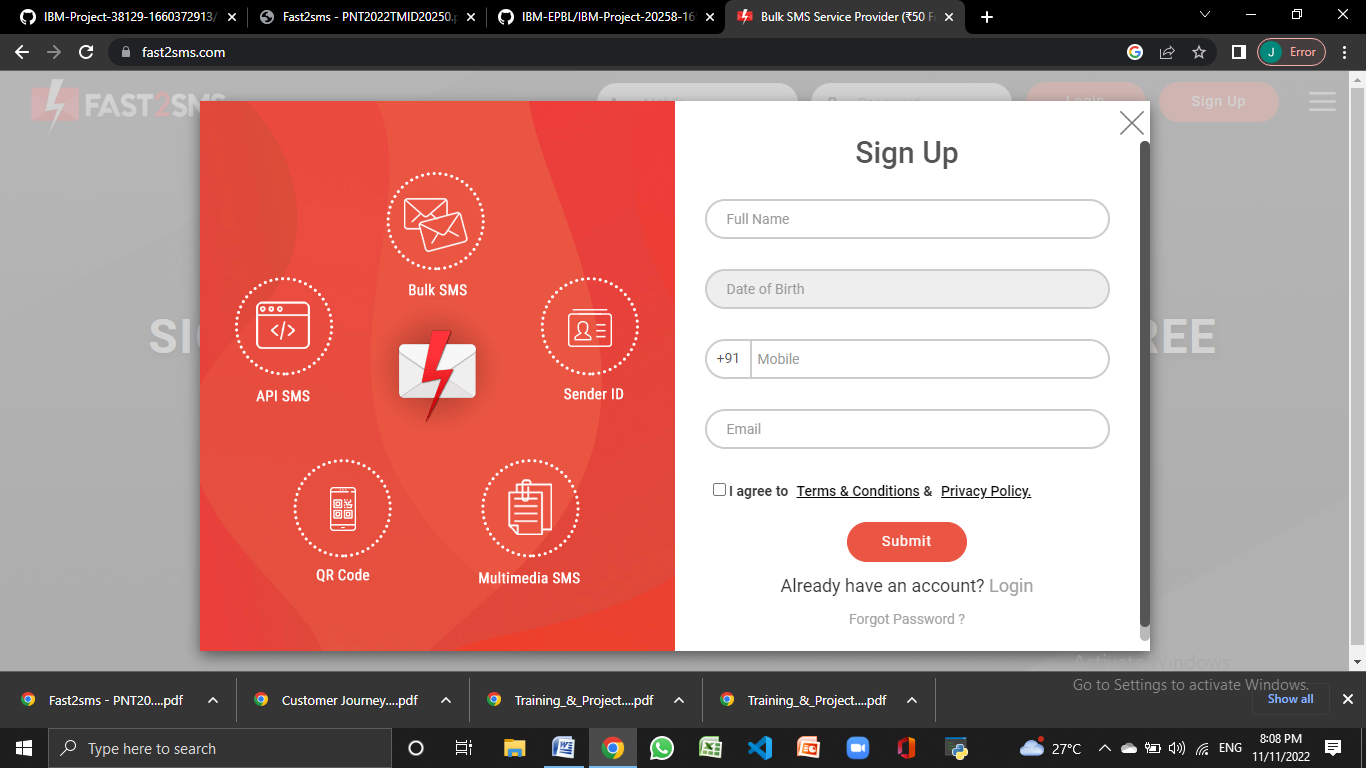 IBM-Project-38129-1660372913/
Fast2sms - PNT2022TMID20250.p
IBM-EPBL/IBM-Project-20258-16
Bulk SMS Service Provider (₹50 F
fast2sms.com
J
Error
FAST2SMS
Login
Sign Up
REE
Bulk SMS
API SMS
Sender ID
QR Code
Multimedia SMS
Sign Up
Full Name
Date of Birth
+91 Mobile
Email
I agree to Terms & Conditions & Privacy Policy.
Submit
Already have an account? Login
Forgot Password ?
Activate Windows
Go to Settings to activate Windows.
Fast2sms - PNT20....pdf
Customer Journey....pdf
Training_&_Project....pdf
Training_&_Project....pdf
Show all
Type here to search
27°C
ENG
8:08 PM
11/11/2022